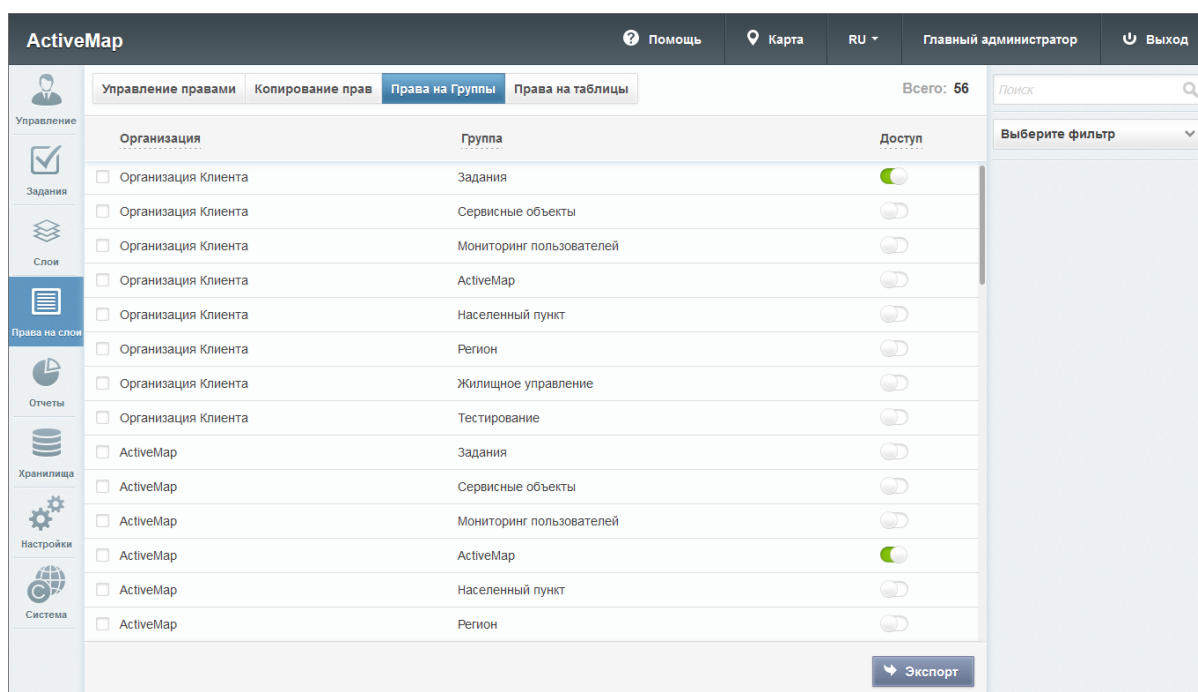 ActiveMap Помощь Карта RU Главный администратор Выход
Управление правами Копирование прав Права на Группы Права на таблицы Всего: 56 Поиск
Управление
Организация Группа Доступ Выберите фильтр
Организация Клиента Задания
Задания
Организация Клиента Сервисные объекты
Организация Клиента Мониторинг пользователей
Слои
Организация Клиента ActiveMap
Организация Клиента Населенный пункт
Права на слои
Организация Клиента Регион
Организация Клиента Жилищное управление
Отчеты
Организация Клиента Тестирование
ActiveMap Задания
Хранилища
ActiveMap Сервисные объекты
ActiveMap Мониторинг пользователей
Настройки
ActiveMap ActiveMap
ActiveMap Населенный пункт
Система
ActiveMap Регион
Экспорт